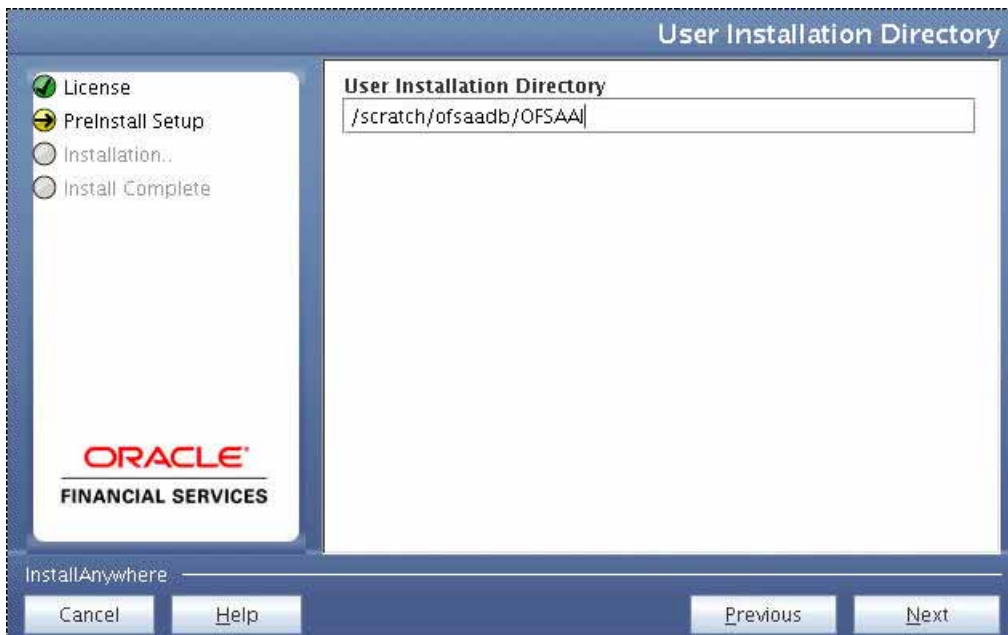 User Installation Directory
License
PreInstall Setup
Installation..
Install Complete
User Installation Directory
/scratch/ofsaadb/OFSAAI
ORACLE
FINANCIAL SERVICES
InstallAnywhere
Cancel
Help
Previous
Next